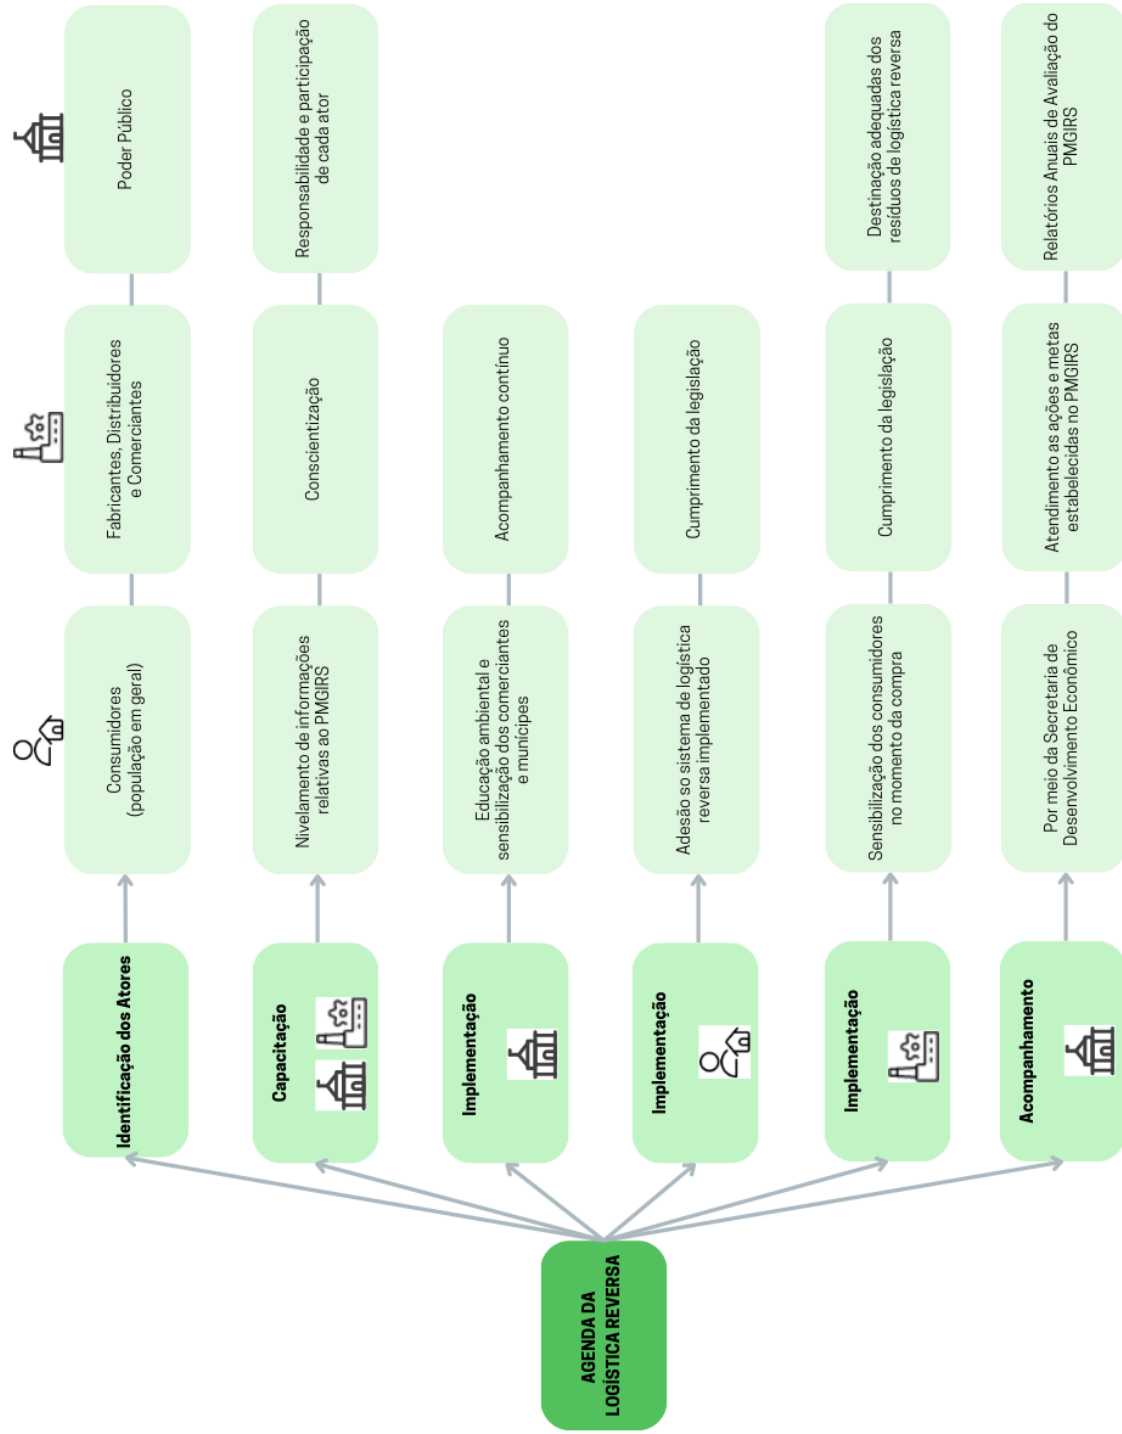 AGENDA DA
LOGÍSTICA REVERSA
Identificação dos Atores
Consumidores
(população em geral)
Fabricantes, Distribuidores
e Comerciantes
Poder Público
Capacitação
Nivelamento de informações
relativas ao PMGIRS
Conscientização
Responsabilidade e participação
de cada ator
Implementação
Educação ambiental e
sensibilização dos comerciantes
e munícipes
Acompanhamento contínuo
Implementação
Adesão so sistema de logística
reversa implementado
Cumprimento da legislação
Implementação
Sensibilização dos consumidores
no momento da compra
Cumprimento da legislação
Destinação adequadas dos
resíduos de logística reversa
Acompanhamento
Por meio da Secretaria de
Desenvolvimento Econômico
Atendimento as ações e metas
estabelecidas no PMGIRS
Relatórios Anuais de Avaliação do
PMGIRS